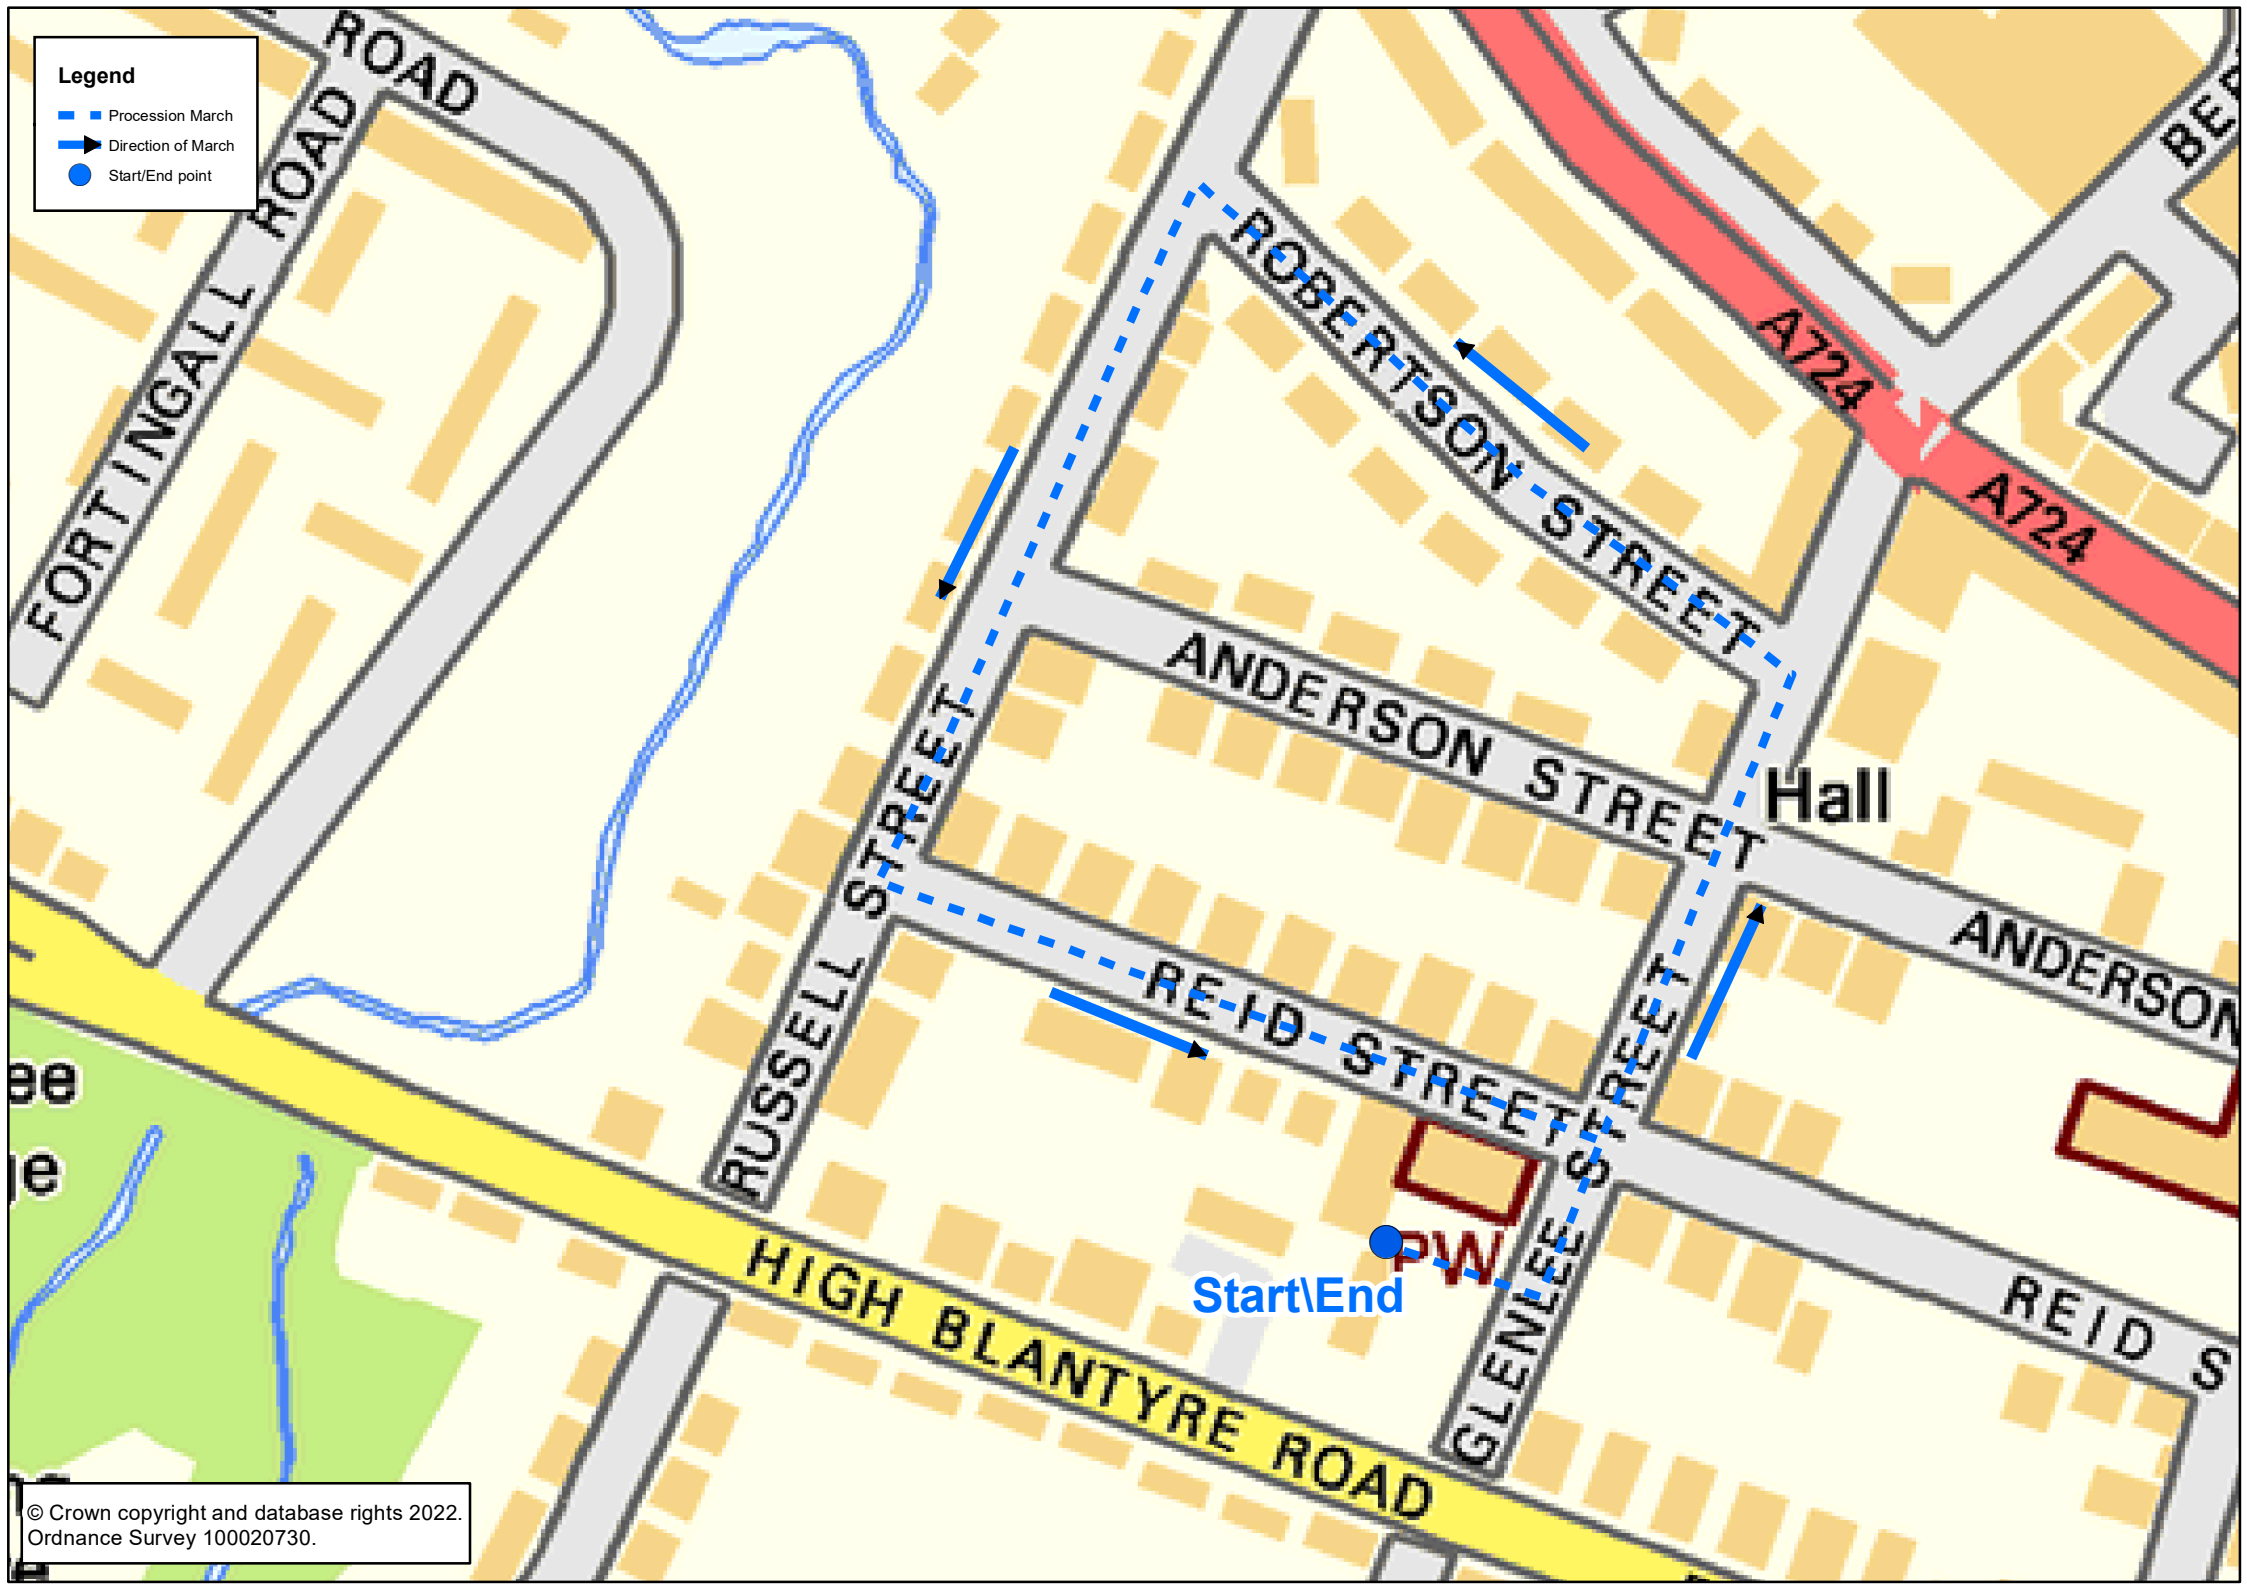 ROAD
Legend
Procession March
Direction of March
Start/End point
FORTINGALL ROAD
ROBERTSON STREET
A724
A724
ANDERSON STREET
Hall
ANDERSON
RUSSELL STREET
REID STREET
GLENLEE STREET
PW
Start\End
REID S
HIGH BLANTYRE ROAD
ee
ge
© Crown copyright and database rights 2022.
Ordnance Survey 100020730.